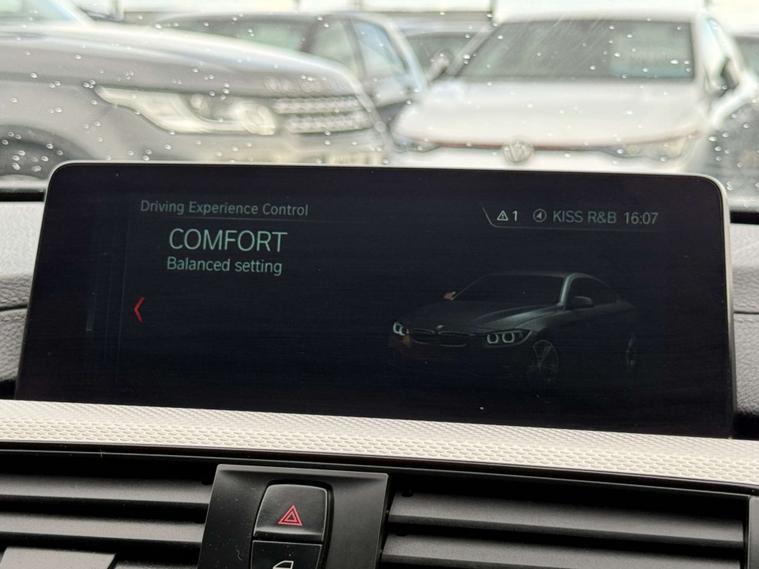 Driving Experience Control
1 KISS R&B 16:07
COMFORT
Balanced setting